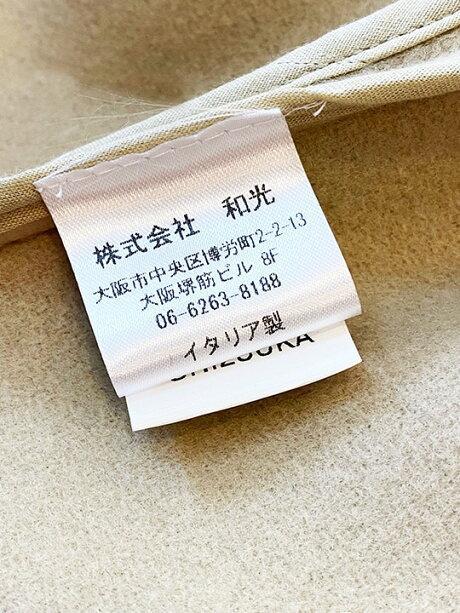 株式会社 和光
大阪市中央区博労町2-2-13
大阪堺筋ビル 8F
06-6263-8188
イタリア製